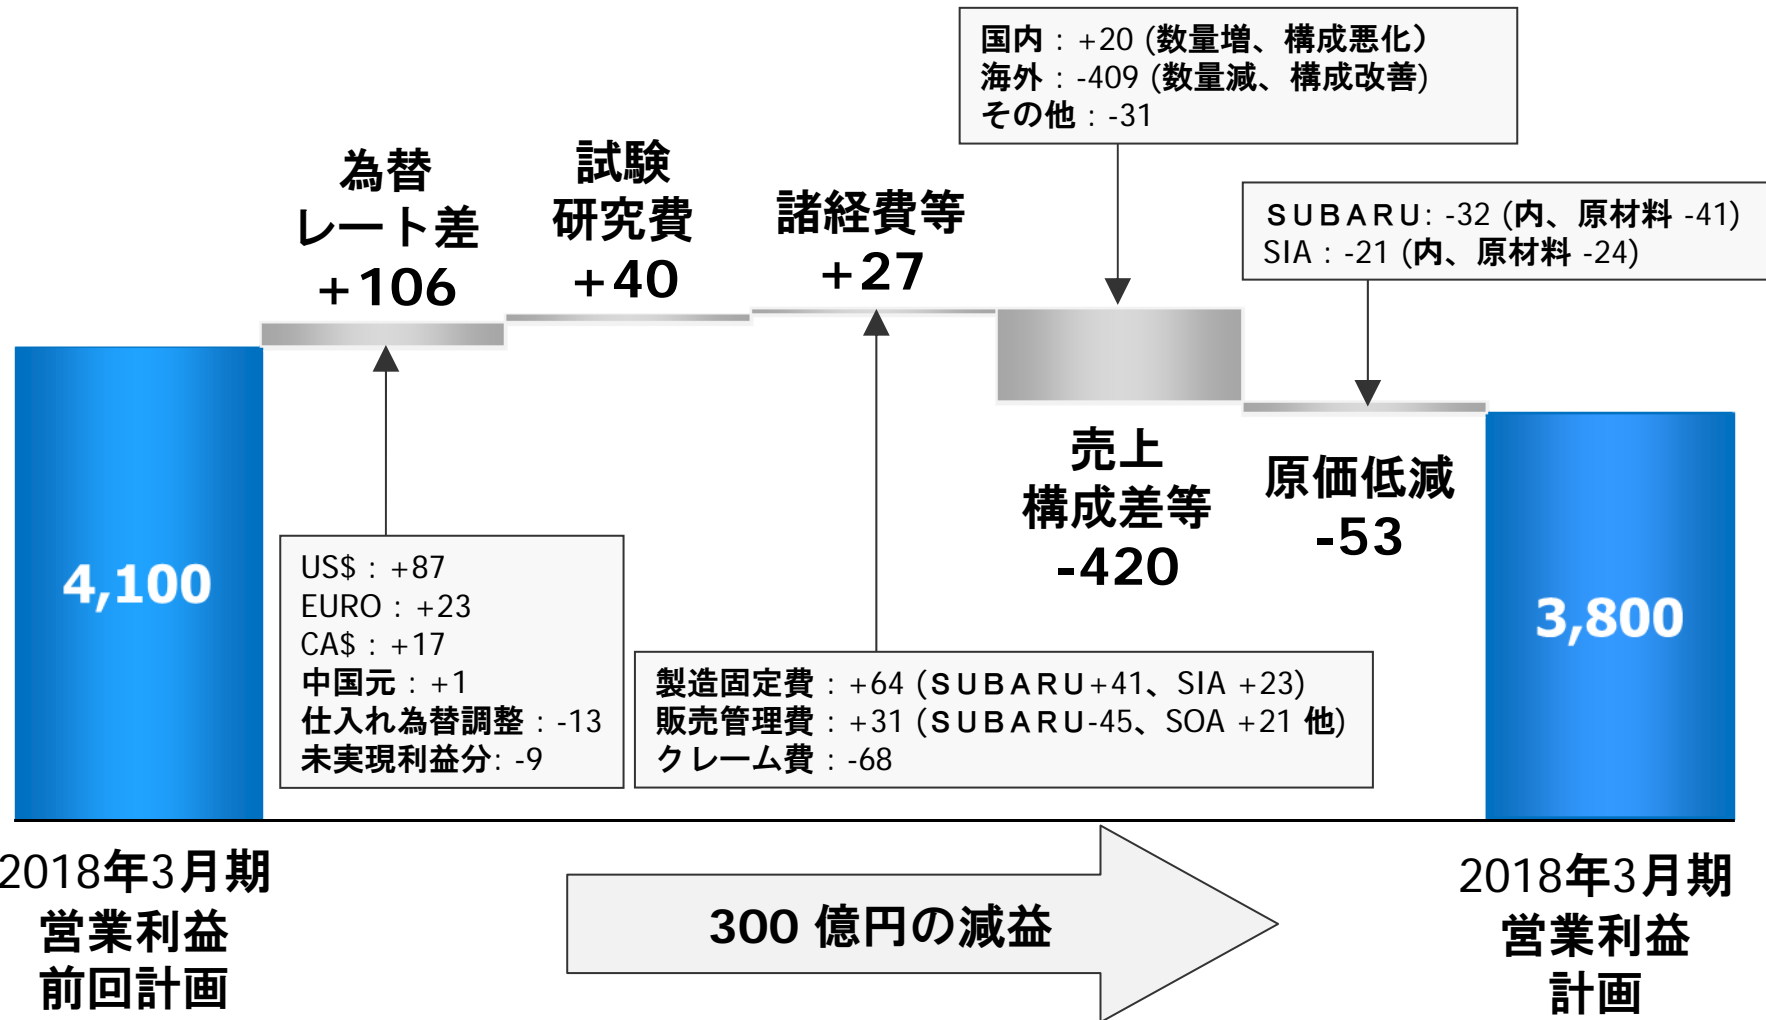 国内 : +20 (数量増、構成悪化）
海外 : -409 (数量減、構成改善)
その他 : -31
為替
レート差
+106
試験
研究費
+40
諸経費等
+27
SUBARU: -32 (内、原材料 -41)
SIA : -21 (内、原材料 -24)
売上
構成差等
-420
原価低減
-53
4,100
US$ : +87
EURO : +23
CA$ : +17
中国元 : +1
仕入れ為替調整 : -13
未実現利益分: -9
製造固定費 : +64 (SUBARU+41、SIA +23)
販売管理費 : +31 (SUBARU-45、SOA +21 他)
クレーム費 : -68
3,800
2018年3月期
営業利益
前回計画
300 億円の減益
2018年3月期
営業利益
計画